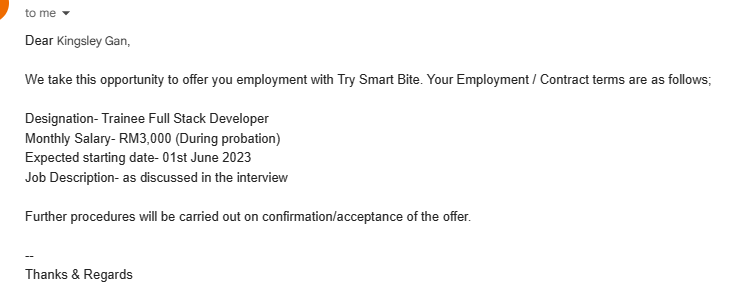 to me
Dear Kingsley Gan,
We take this opportunity to offer you employment with Try Smart Bite. Your Employment / Contract terms are as follows;
Designation- Trainee Full Stack Developer
Monthly Salary- RM3,000 (During probation)
Expected starting date- 01st June 2023
Job Description- as discussed in the interview
Further procedures will be carried out on confirmation/acceptance of the offer.
--
Thanks & Regards